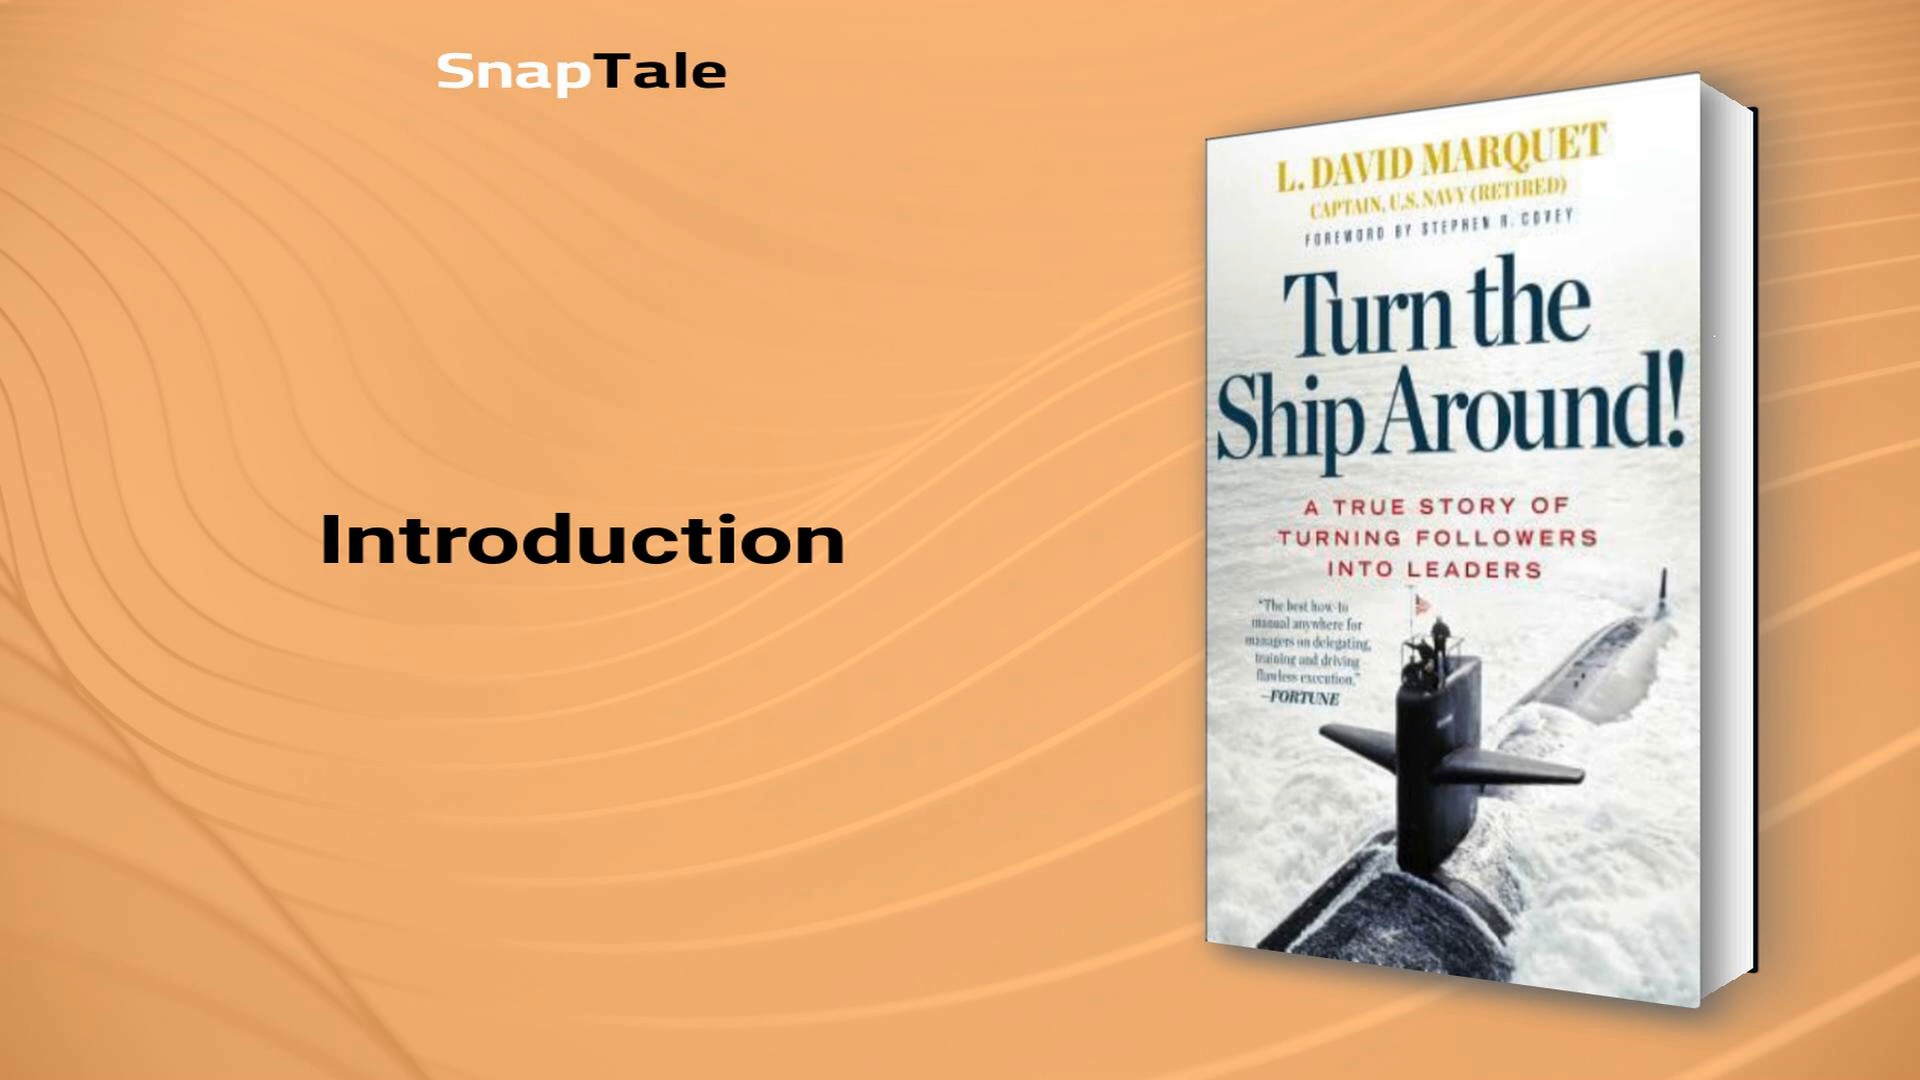 SnapTale
Introduction
L. DAVID MARQUET
CAPTAIN, U.S. NAVY (RETIRED)
FOREWORD BY STEPHEN R. COVEY
Turn the
Ship Around!
A TRUE STORY OF
TURNING FOLLOWERS
INTO LEADERS
"The best how-to
manual anywhere for
managers on delegating,
training and driving
flawless execution."
—FORTUNE